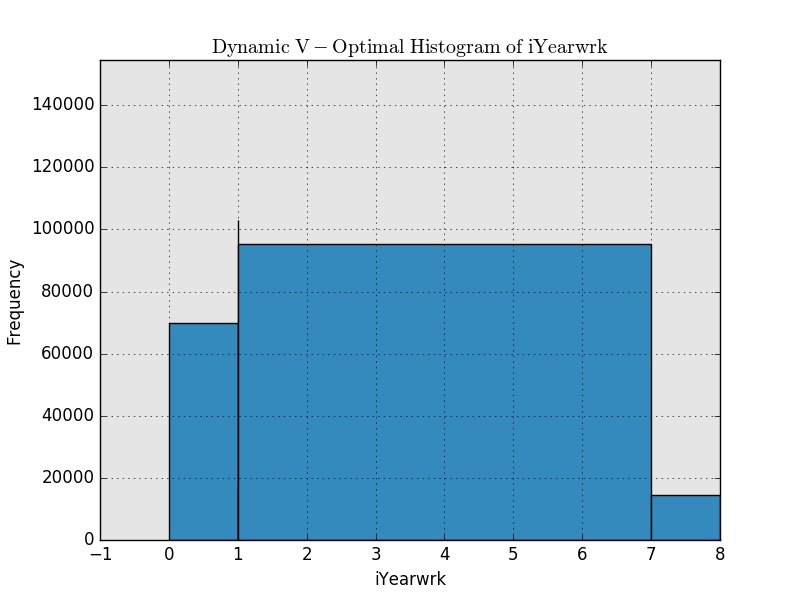 Dynamic V − Optimal Histogram of iYearwrk
140000
120000
100000
80000
60000
40000
20000
0
Frequency
−1 0 1 2 3 4 5 6 7 8
iYearwrk